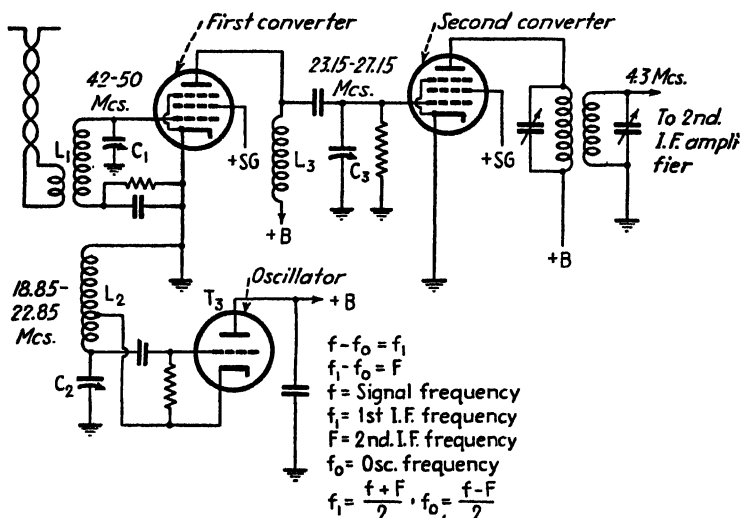 First converter
Second converter
42-50
Mcs.
23.15-27.15
Mcs.
4.3 Mcs.
To 2nd.
I.F. ampli
fier
L₁
C₁
+SG
L₃
C₃
+SG
+B
+B
18.85-
22.85
Mcs.
L₂
T₃
Oscillator
+B
C₂
f-f₀ = f₁
f₁-f₀ = F
f = Signal frequency
f₁ = 1st I.F. frequency
F = 2nd. I.F. frequency
f₀ = Osc. frequency
f₁ = f + F / 2 , f₀ = f - F / 2